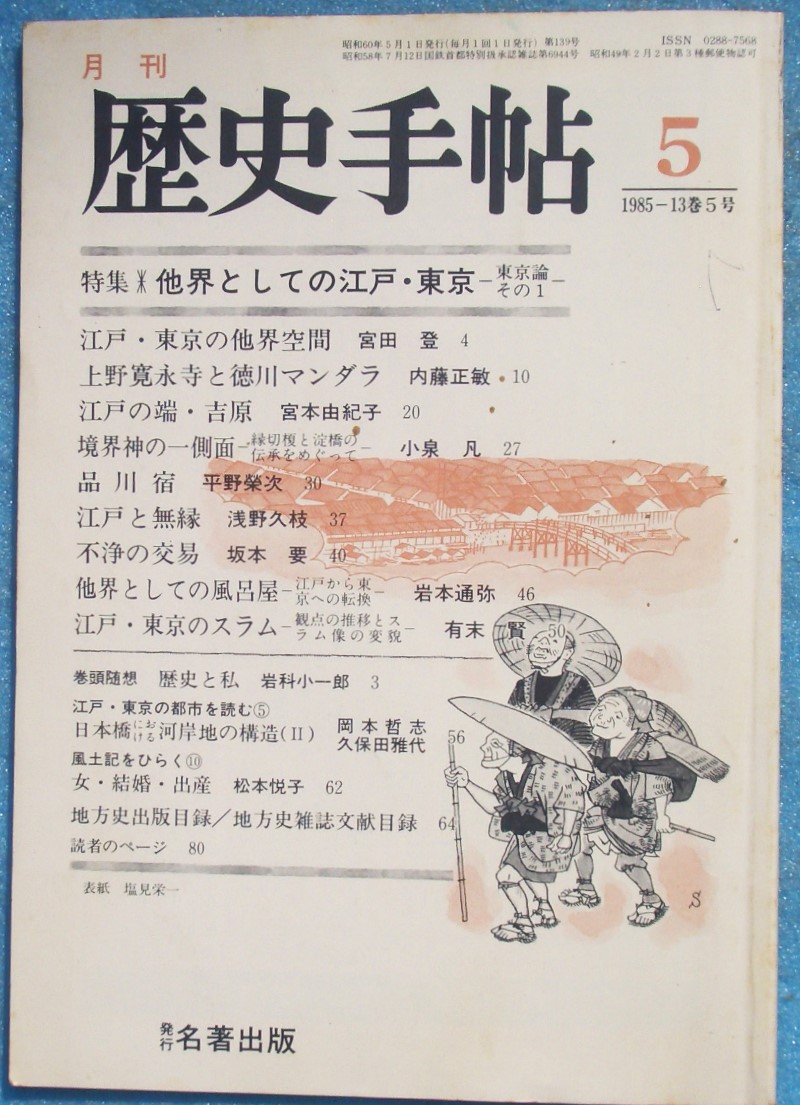 昭和60年5月1日発行(毎月1回1日発行) 第139号 ISSN 0288-7568
昭和58年7月12日国鉄首都特別扱承認雑誌第6944号 昭和49年2月2日第3種郵便物認可
月刊
歴史手帖
5
1985-13巻5号
特集 他界としての江戸・東京-東京論その1-
江戸・東京の他界空間 宮田 登 4
上野寛永寺と徳川マンダラ 内藤正敏 10
江戸の端・吉原 宮本由紀子 20
境界神の一側面-縁切榎と淀橋の伝承をめぐって- 小泉 凡 27
品川宿 平野榮次 30
江戸と無縁 浅野久枝 37
不浄の交易 坂本 要 40
他界としての風呂屋-江戸から東京への転換- 岩本通弥 46
江戸・東京のスラム-観点の推移とスラム像の変貌- 有末 賢 50
巻頭随想 歴史と私 岩科小一郎 3
江戸・東京の都市を読む⑤
日本橋における河岸地の構造(II) 岡本哲志 久保田雅代 56
風土記をひらく⑩
女・結婚・出産 松本悦子 62
地方史出版目録/地方史雑誌文献目録 64
読者のページ 80
表紙 塩見栄一
S
発行 名著出版